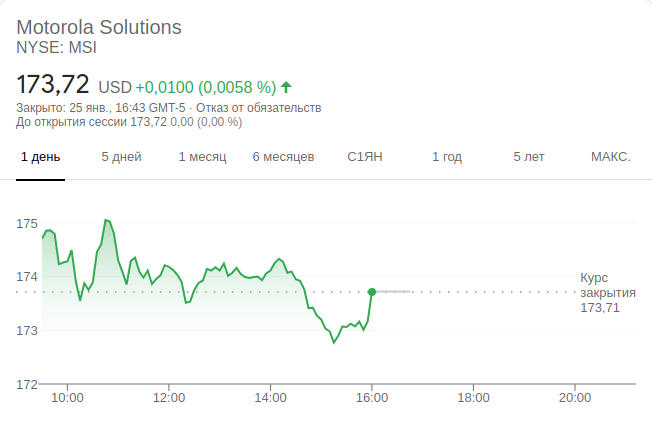 Motorola Solutions
NYSE: MSI
173,72 USD +0,0100 (0,0058 %)
Закрыто: 25 янв., 16:43 GMT-5 · Отказ от обязательств
До открытия сессии 173,72 0,00 (0,00 %)
1 день 5 дней 1 месяц 6 месяцев С1ЯН 1 год 5 лет МАКС.
175
174
Курс
закрытия
173,71
173
172
10:00 12:00 14:00 16:00 18:00 20:00